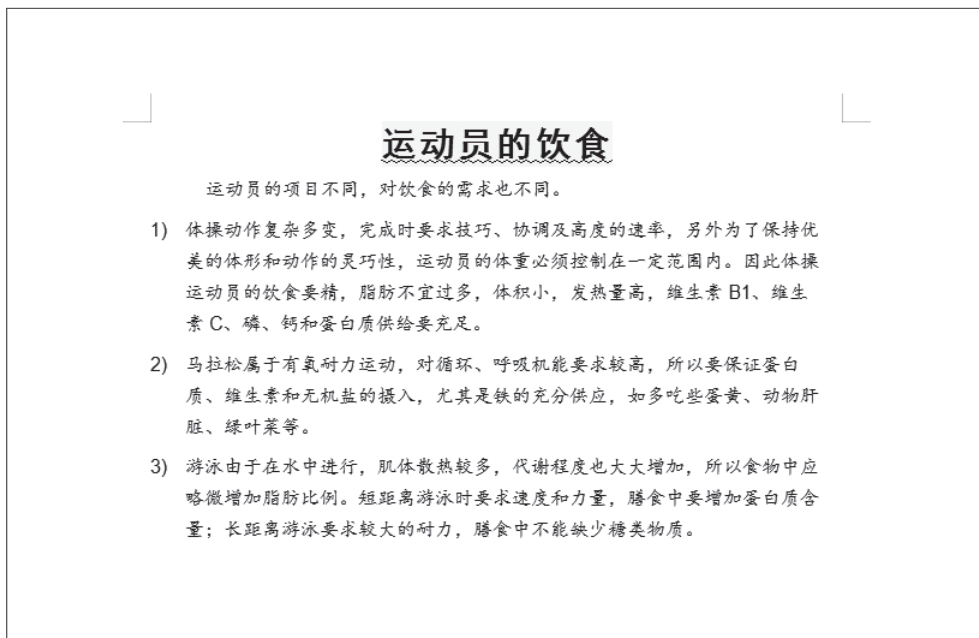 运动员的饮食
运动员的项目不同，对饮食的需求也不同。
1) 体操动作复杂多变，完成时要求技巧、协调及高度的速率，另外为了保持优
美的体形和动作的灵巧性，运动员的体重必须控制在一定范围内。因此体操
运动员的饮食要精，脂肪不宜过多，体积小，发热量高，维生素 B1、维生
素 C、磷、钙和蛋白质供给要充足。
2) 马拉松属于有氧耐力运动，对循环、呼吸机能要求较高，所以要保证蛋白
质、维生素和无机盐的摄入，尤其是铁的充分供应，如多吃些蛋黄、动物肝
脏、绿叶菜等。
3) 游泳由于在水中进行，肌体散热较多，代谢程度也大大增加，所以食物中应
略微增加脂肪比例。短距离游泳时要求速度和力量，膳食中要增加蛋白质含
量；长距离游泳要求较大的耐力，膳食中不能缺少糖类物质。